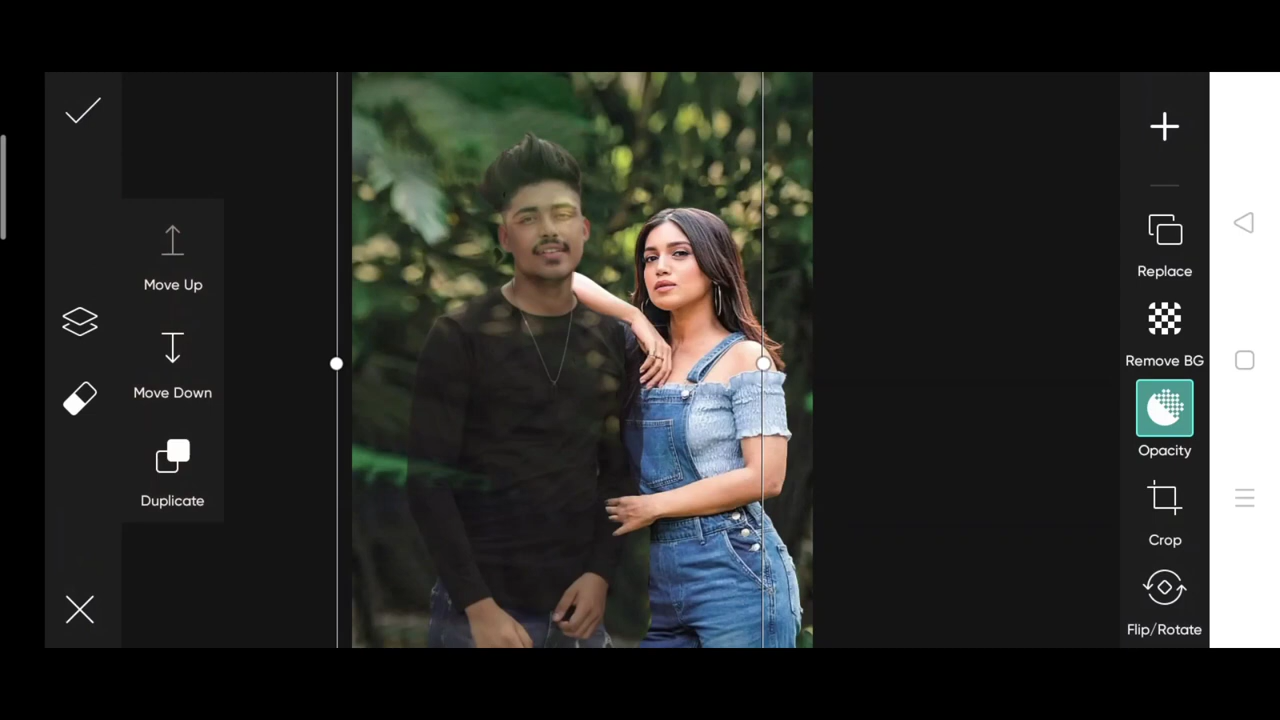 Move Up
Move Down
Duplicate
Replace
Remove BG
Opacity
Crop
Flip/Rotate